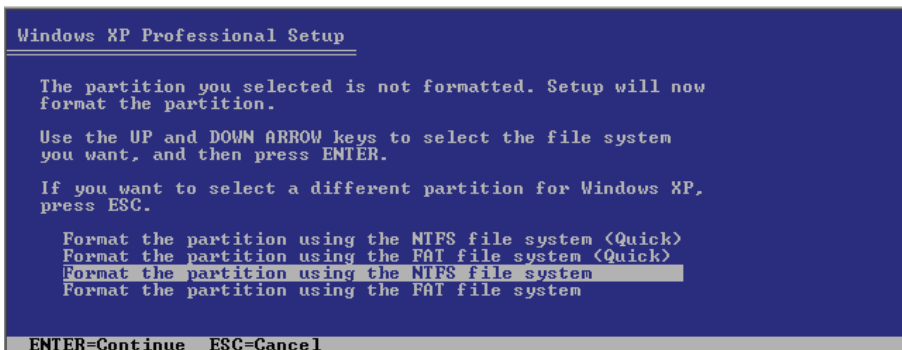 Windows XP Professional Setup
The partition you selected is not formatted. Setup will now
format the partition.
Use the UP and DOWN ARROW keys to select the file system
you want, and then press ENTER.
If you want to select a different partition for Windows XP,
press ESC.
Format the partition using the NTFS file system (Quick)
Format the partition using the FAT file system (Quick)
Format the partition using the NTFS file system
Format the partition using the FAT file system
ENTER=Continue ESC=Cancel